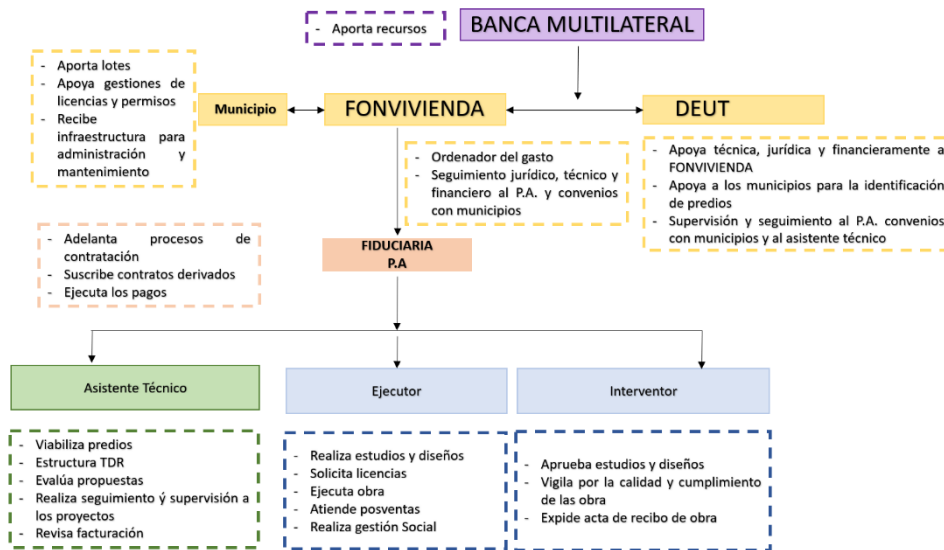 BANCA MULTILATERAL
- Aporta recursos
- Aporta lotes
- Apoya gestiones de
licencias y permisos
- Recibe
infraestructura para
administración y
mantenimiento
Municipio
FONVIVIENDA
DEUT
- Ordenador del gasto
- Seguimiento jurídico, técnico y
financiero al P.A. y convenios
con municipios
- Apoya técnica, jurídica y financieramente a
FONVIVIENDA
- Apoya a los municipios para la identificación
de predios
- Supervisión y seguimiento al P.A. convenios
con municipios y al asistente técnico
- Adelanta procesos de
contratación
- Suscribe contratos derivados
- Ejecuta los pagos
FIDUCIARIA
P.A
Asistente Técnico
Ejecutor
Interventor
- Viabiliza predios
- Estructura TDR
- Evalúa propuestas
- Realiza seguimiento ý supervisión a
los proyectos
- Revisa facturación
- Realiza estudios y diseños
- Solicita licencias
- Ejecuta obra
- Atiende posventas
- Realiza gestión Social
- Aprueba estudios y diseños
- Vigila por la calidad y cumplimiento
de las obra
- Expide acta de recibo de obra